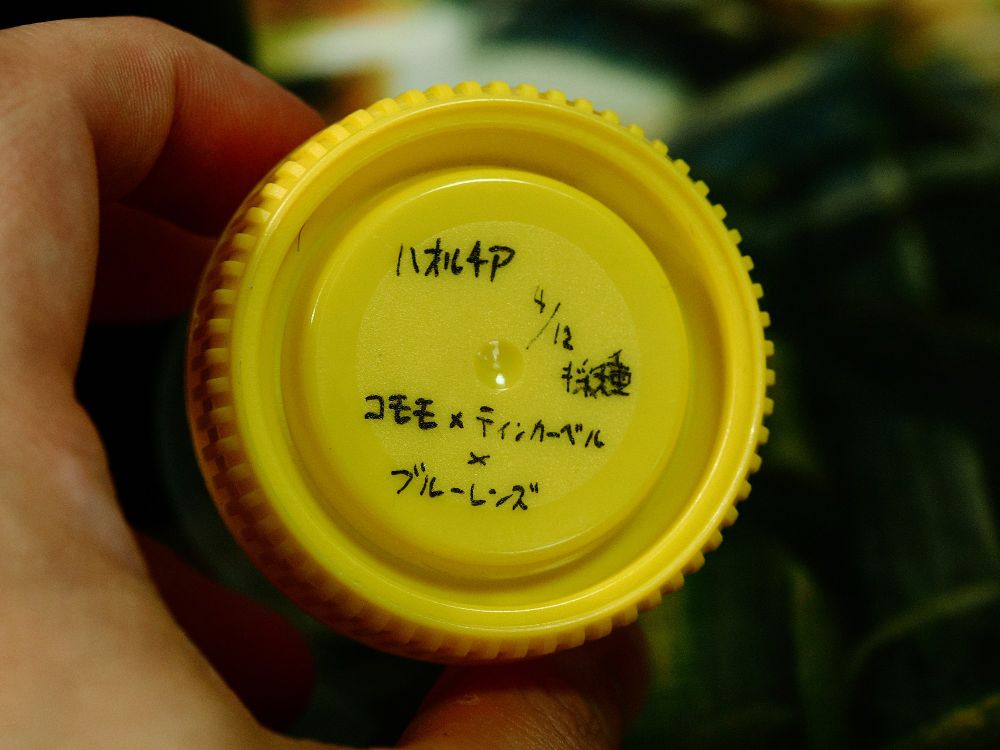 ハオルチア
4/12
採種
コモモ×ティンカーベル
×
ブルーレンズ